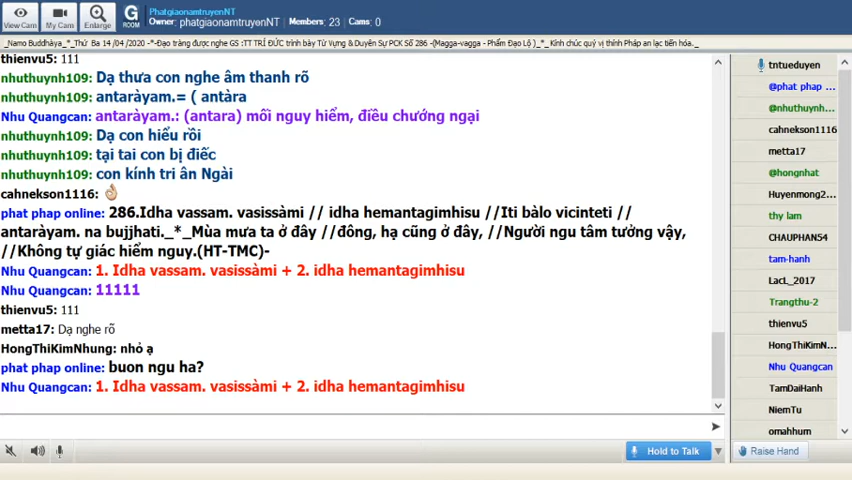 View Cam
My Cam
Enlarge
G
ROOM
PhatgiaonamtruyenNT
Owner: phatgiaonamtruyenNT | Members: 23 | Cams: 0
_Namo Buddhàya_*_Thứ Ba 14 /04 /2020 -*-Đạo tràng được nghe GS :TT TRÍ ĐỨC trình bày Từ Vựng & Duyên Sự PCK Số 286 -(Magga-vagga - Phẩm Đạo Lộ )_*_ Kính chúc quý vị thính Pháp an lạc tiến hóa._
thienvu5: 111
nhuthuynh109: Dạ thưa con nghe âm thanh rõ
nhuthuynh109: antaràyam.= ( antàra
Nhu Quangcan: antaràyam.: (antara) mối nguy hiểm, điều chướng ngại
nhuthuynh109: Dạ con hiểu rồi
nhuthuynh109: tại tai con bị điếc
nhuthuynh109: con kính tri ân Ngài
cahnekson1116: 👌
phat phap online: 286.Idha vassam. vasissàmi // idha hemantagimhisu //Iti bàlo vicinteti //
antaràyam. na bujjhati._*_Mùa mưa ta ở đây //đông, hạ cũng ở đây, //Người ngu tâm tưởng vậy,
//Không tự giác hiểm nguy.(HT-TMC)-
Nhu Quangcan: 1. Idha vassam. vasissàmi + 2. idha hemantagimhisu
Nhu Quangcan: 11111
thienvu5: 111
metta17: Dạ nghe rõ
HongThiKimNhung: nhỏ ạ
phat phap online: buon ngu ha?
Nhu Quangcan: 1. Idha vassam. vasissàmi + 2. idha hemantagimhisu
Hold to Talk
tntueduyen
@phat phap ...
@nhuthuynh...
cahnekson1116
metta17
@hongnhat
Huyenmong2...
thy lam
CHAUPHAN54
tam-hanh
LacL_2017
Trangthu-2
thienvu5
HongThiKimN...
Nhu Quangcan
TamDaiHanh
NiemTu
omahhum
Raise Hand